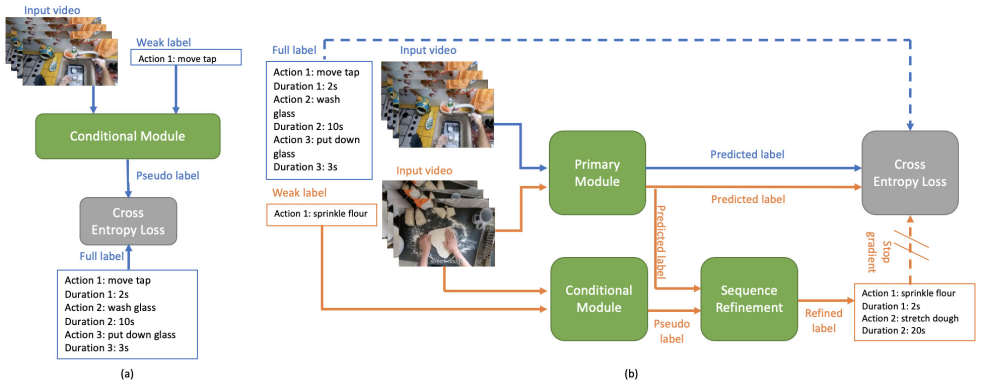 Input video
Weak label
Action 1: move tap
Conditional Module
Pseudo label
Cross
Entropy Loss
Full label
Action 1: move tap
Duration 1: 2s
Action 2: wash glass
Duration 2: 10s
Action 3: put down glass
Duration 3: 3s
(a)
Full label
Action 1: move tap
Duration 1: 2s
Action 2: wash
glass
Duration 2: 10s
Action 3: put down
glass
Duration 3: 3s
Input video
Weak label
Action 1: sprinkle flour
Input video
Primary
Module
Predicted label
Predicted label
Cross
Entropy Loss
Predicted label
Conditional
Module
Pseudo
label
Sequence
Refinement
Refined
label
Stop
gradient
Action 1: sprinkle flour
Duration 1: 2s
Action 2: stretch dough
Duration 2: 20s
(b)